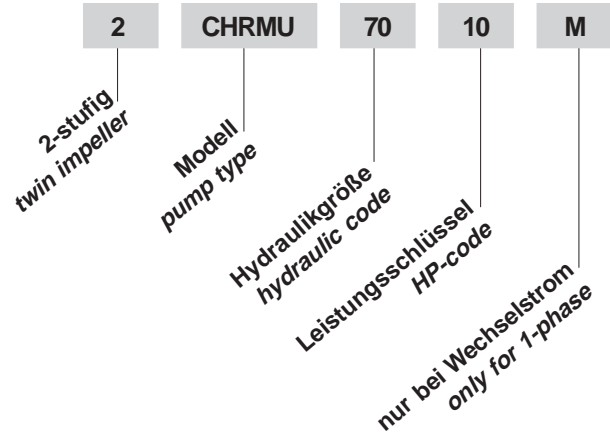 2 CHRMU 70 10 M
2-stufig
twin impeller
Modell
pump type
Hydraulikgröße
hydraulic code
Leistungsschlüssel
HP-code
nur bei Wechselstrom
only for 1-phase